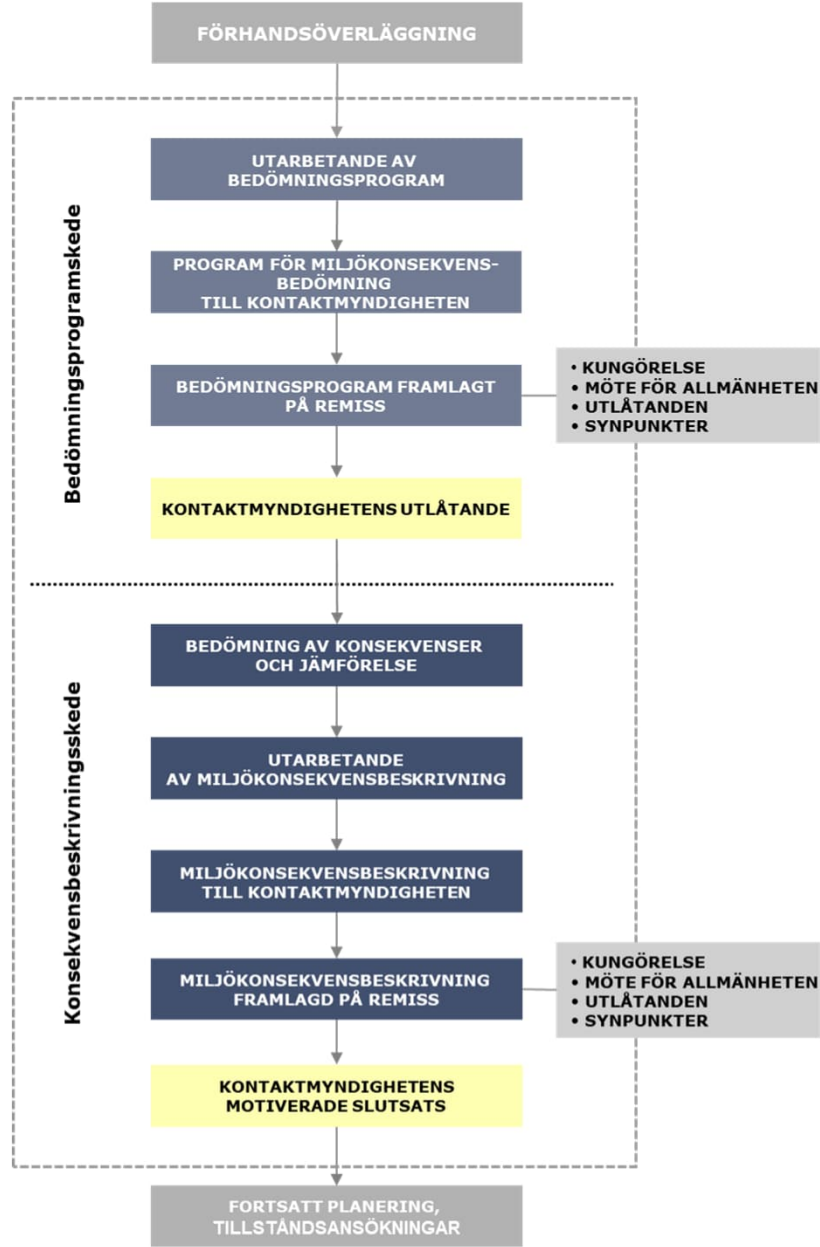 FÖRHANDSÖVERLÄGGNING
Bedömningsprogramskede
UTARBETANDE AV
BEDÖMNINGSPROGRAM
PROGRAM FÖR MILJÖKONSEKVENS-
BEDÖMNING
TILL KONTAKTMYNDIGHETEN
BEDÖMNINGSPROGRAM FRAMLAGT
PÅ REMISS
• KUNGÖRELSE
• MÖTE FÖR ALLMÄNHETEN
• UTLÅTANDEN
• SYNPUNKTER
KONTAKTMYNDIGHETENS UTLÅTANDE
Konsekvensbeskrivningsskede
BEDÖMNING AV KONSEKVENSER
OCH JÄMFÖRELSE
UTARBETANDE
AV MILJÖKONSEKVENSBESKRIVNING
MILJÖKONSEKVENSBESKRIVNING
TILL KONTAKTMYNDIGHETEN
MILJÖKONSEKVENSBESKRIVNING
FRAMLAGD PÅ REMISS
• KUNGÖRELSE
• MÖTE FÖR ALLMÄNHETEN
• UTLÅTANDEN
• SYNPUNKTER
KONTAKTMYNDIGHETENS
MOTIVERADE SLUTSATS
FORTSATT PLANERING,
TILLSTÅNDSANSÖKNINGAR